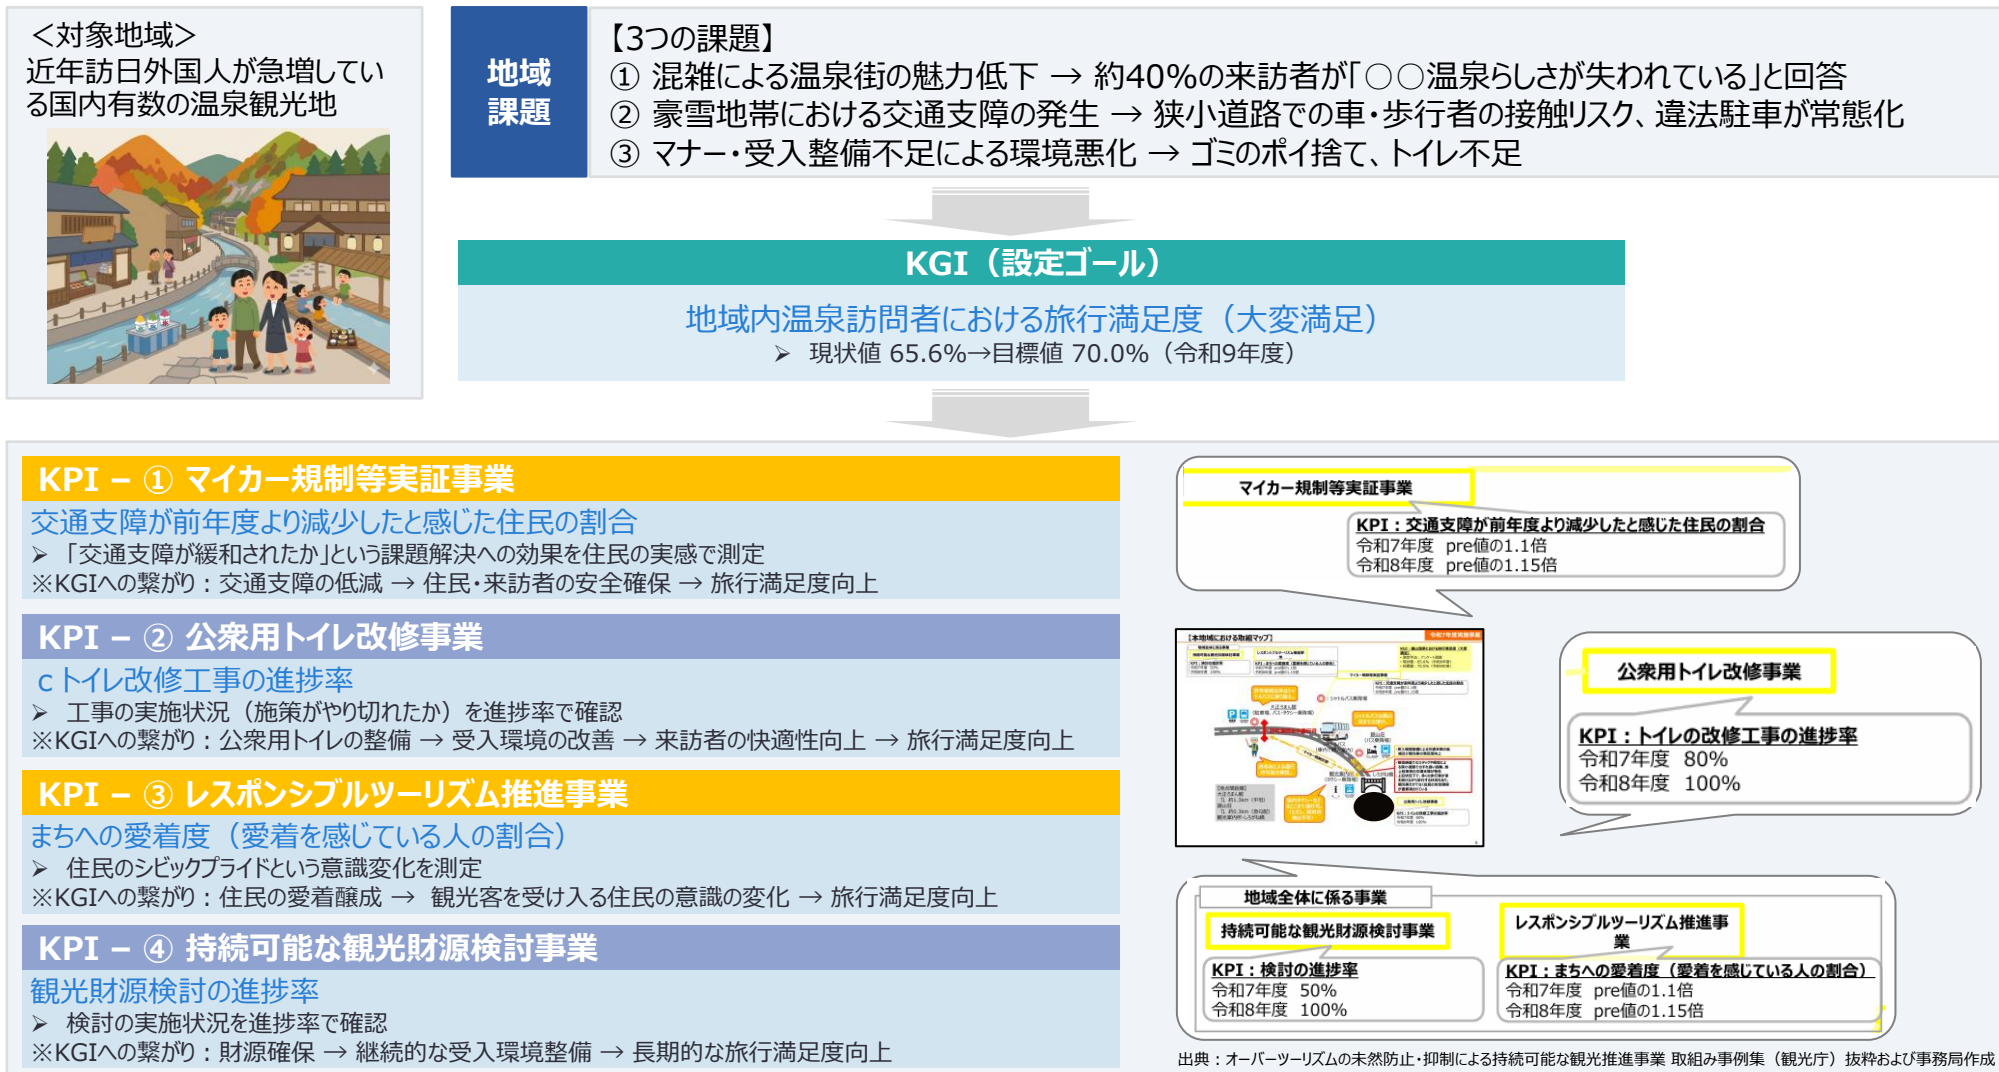 ＜対象地域＞
近年訪日外国人が急増してい
る国内有数の温泉観光地
地域
課題
【3つの課題】
① 混雑による温泉街の魅力低下 → 約40%の来訪者が「○○温泉らしさが失われている」と回答
② 豪雪地帯における交通支障の発生 → 狭小道路での車・歩行者の接触リスク、違法駐車が常態化
③ マナー・受入整備不足による環境悪化 → ゴミのポイ捨て、トイレ不足
KGI（設定ゴール）
地域内温泉訪問者における旅行満足度（大変満足）
➢ 現状値 65.6%→目標値 70.0%（令和9年度）
KPI – ① マイカー規制等実証事業
交通支障が前年度より減少したと感じた住民の割合
➢ 「交通支障が緩和されたか」という課題解決への効果を住民の実感で測定
※KGIへの繋がり：交通支障の低減 → 住民・来訪者の安全確保 → 旅行満足度向上
KPI – ② 公衆用トイレ改修事業
cトイレ改修工事の進捗率
➢ 工事の実施状況（施策がやり切れたか）を進捗率で確認
※KGIへの繋がり：公衆用トイレの整備 → 受入環境の改善 → 来訪者の快適性向上 → 旅行満足度向上
KPI – ③ レスポンシブルツーリズム推進事業
まちへの愛着度（愛着を感じている人の割合）
➢ 住民のシビックプライドという意識変化を測定
※KGIへの繋がり：住民の愛着醸成 → 観光客を受け入る住民の意識の変化 → 旅行満足度向上
KPI – ④ 持続可能な観光財源検討事業
観光財源検討の進捗率
➢ 検討の実施状況を進捗率で確認
※KGIへの繋がり：財源確保 → 継続的な受入環境整備 → 長期的な旅行満足度向上
マイカー規制等実証事業
KPI：交通支障が前年度より減少したと感じた住民の割合
令和7年度 pre値の1.1倍
令和8年度 pre値の1.15倍
【本地域における取組マップ】
令和7年度実施事業
公衆用トイレ改修事業
KPI：トイレの改修工事の進捗率
令和7年度 80%
令和8年度 100%
地域全体に係る事業
持続可能な観光財源検討事業
KPI：検討の進捗率
令和7年度 50%
令和8年度 100%
レスポンシブルツーリズム推進事
業
KPI：まちへの愛着度（愛着を感じている人の割合）
令和7年度 pre値の1.1倍
令和8年度 pre値の1.15倍
出典：オーバーツーリズムの未然防止・抑制による持続可能な観光推進事業 取組み事例集（観光庁）抜粋および事務局作成